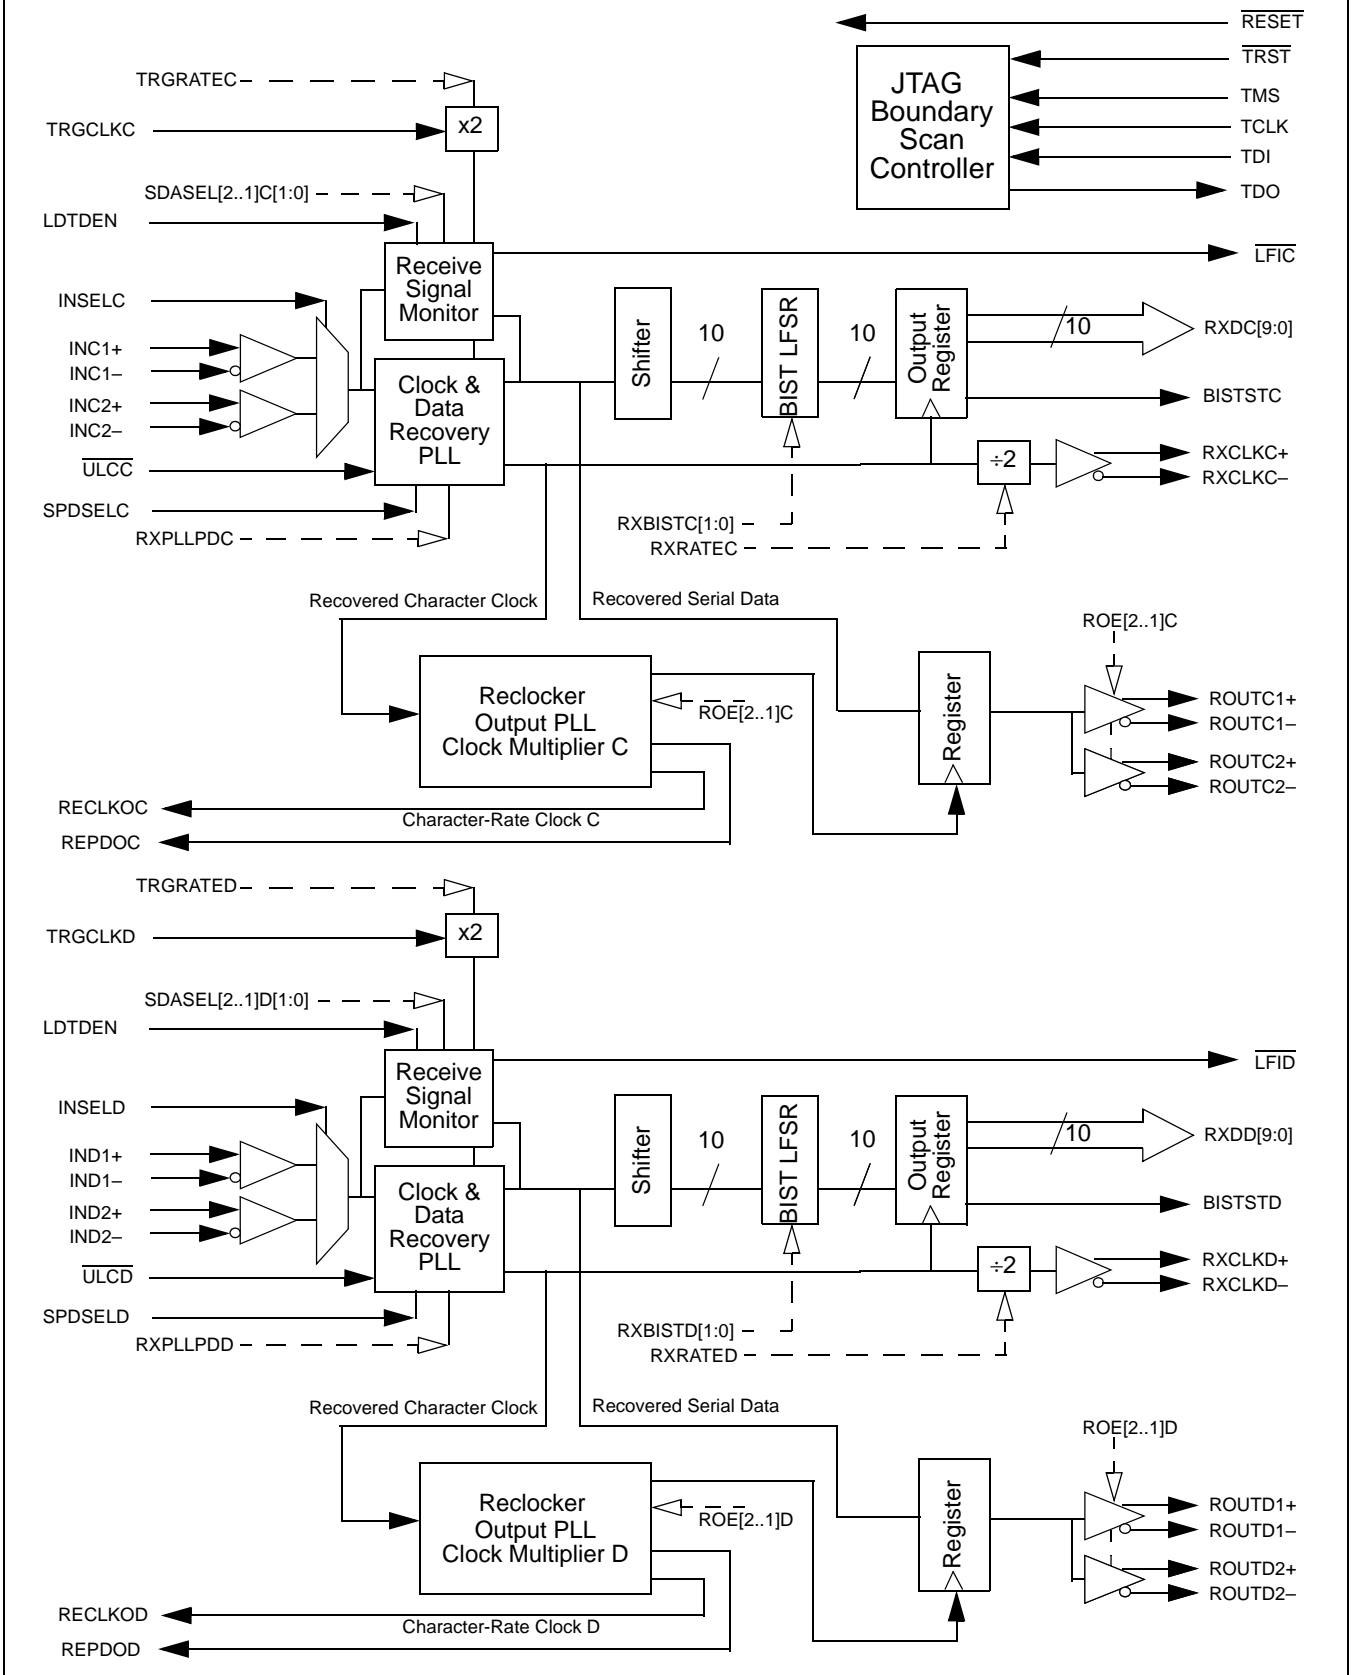 RESET
TRST
TMS
TCLK
TDI
TDO
JTAG
Boundary
Scan
Controller
TRGRATEC
TRGCLKC
x2
SDASEL[2..1]C[1:0]
LDTDEN
LFIC
Receive
Signal
Monitor
INSELC
INC1+
INC1–
INC2+
INC2–
Clock &
Data
Recovery
PLL
Shifter
10
BIST LFSR
10
Output
Register
10
RXDC[9:0]
BISTSTC
ULCC
÷2
RXCLKC+
RXCLKC–
SPDSELC
RXPLLPDC
RXBISTC[1:0]
RXRATEC
Recovered Character Clock
Recovered Serial Data
ROE[2..1]C
Reclocker
Output PLL
Clock Multiplier C
ROE[2..1]C
Register
ROUTC1+
ROUTC1–
ROUTC2+
ROUTC2–
RECLKOC
Character-Rate Clock C
REPDOC
TRGRATED
TRGCLKD
x2
SDASEL[2..1]D[1:0]
LDTDEN
LFID
Receive
Signal
Monitor
INSELD
IND1+
IND1–
IND2+
IND2–
Clock &
Data
Recovery
PLL
Shifter
10
BIST LFSR
10
Output
Register
10
RXDD[9:0]
BISTSTD
ULCD
÷2
RXCLKD+
RXCLKD–
SPDSELD
RXPLLPDD
RXBISTD[1:0]
RXRATED
Recovered Character Clock
Recovered Serial Data
ROE[2..1]D
Reclocker
Output PLL
Clock Multiplier D
ROE[2..1]D
Register
ROUTD1+
ROUTD1–
ROUTD2+
ROUTD2–
RECLKOD
Character-Rate Clock D
REPDOD